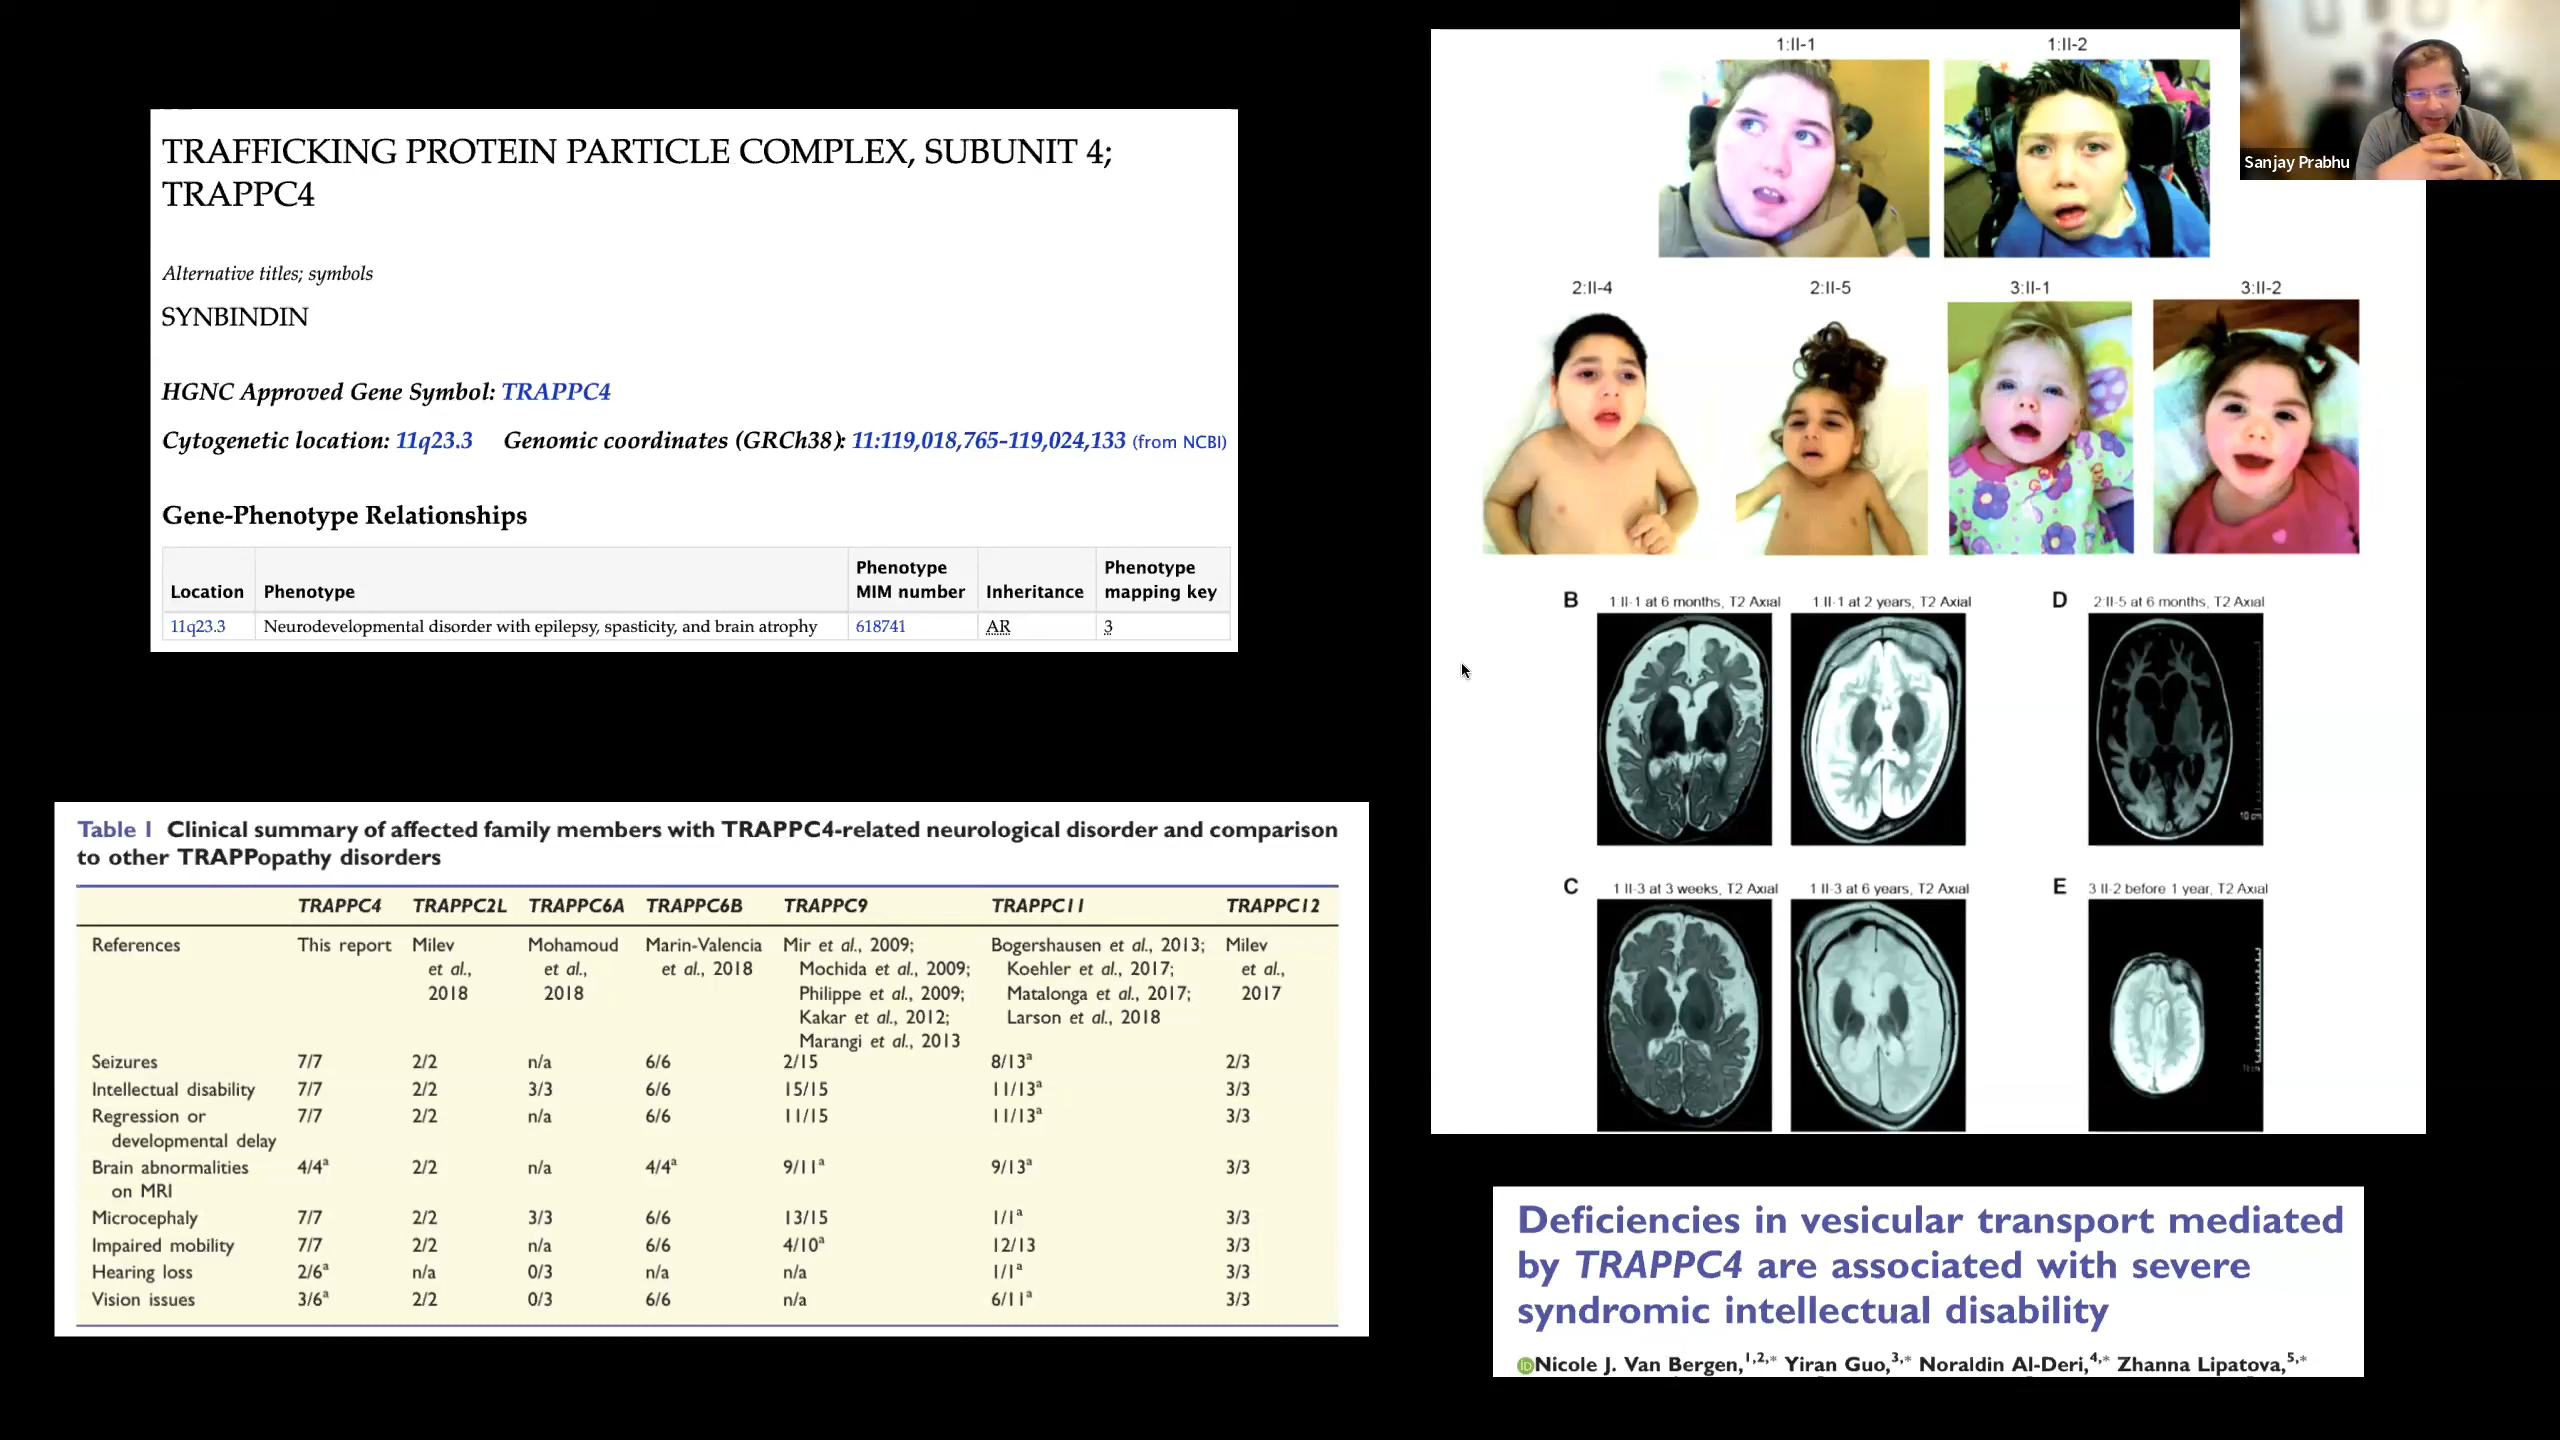 TRAFFICKING PROTEIN PARTICLE COMPLEX, SUBUNIT 4;
TRAPPC4
Alternative titles; symbols
SYNBINDIN
HGNC Approved Gene Symbol: TRAPPC4
Cytogenetic location: 11q23.3 Genomic coordinates (GRCh38): 11:119,018,765-119,024,133 (from NCBI)
Gene-Phenotype Relationships
Location Phenotype Phenotype MIM number Inheritance Phenotype mapping key
11q23.3 Neurodevelopmental disorder with epilepsy, spasticity, and brain atrophy 618741 AR 3
Table 1 Clinical summary of affected family members with TRAPPC4-related neurological disorder and comparison
to other TRAPPopathy disorders
TRAPPC4 TRAPPC2L TRAPPC6A TRAPPC6B TRAPPC9 TRAPPC11 TRAPPC12
References This report Milev Mohamoud Marin-Valencia Mir et al., 2009; Bogershausen et al., 2013; Milev
et al., et al., et al., 2018 Mochida et al., 2009; Koehler et al., 2017; et al.,
2018 2018 Philippe et al., 2009; Matalonga et al., 2017; 2017
Kakar et al., 2012; Larson et al., 2018
Marangi et al., 2013
Seizures 7/7 2/2 n/a 6/6 2/15 8/13a 2/3
Intellectual disability 7/7 2/2 3/3 6/6 15/15 11/13a 3/3
Regression or 7/7 2/2 n/a 6/6 11/15 11/13a 3/3
developmental delay
Brain abnormalities 4/4a 2/2 n/a 4/4a 9/11a 9/13a 3/3
on MRI
Microcephaly 7/7 2/2 3/3 6/6 13/15 1/1a 3/3
Impaired mobility 7/7 2/2 n/a 6/6 4/10a 12/13 3/3
Hearing loss 2/6a n/a 0/3 n/a n/a 1/1a 3/3
Vision issues 3/6a 2/2 0/3 6/6 n/a 6/11a 3/3
1:II-1 1:II-2
Sanjay Prabhu
2:II-4 2:II-5 3:II-1 3:II-2
B 1:II-1 at 6 months, T2 Axial 1:II-1 at 2 years, T2 Axial D 2:II-5 at 6 months, T2 Axial
10 cm
C 1 II-3 at 3 weeks, T2 Axial 1 II-3 at 6 years, T2 Axial E 3 II-2 before 1 year, T2 Axial
Deficiencies in vesicular transport mediated
by TRAPPC4 are associated with severe
syndromic intellectual disability
iD Nicole J. Van Bergen,1,2,* Yiran Guo,3,* Noraldin Al-Deri,4,* Zhanna Lipatova,5,*